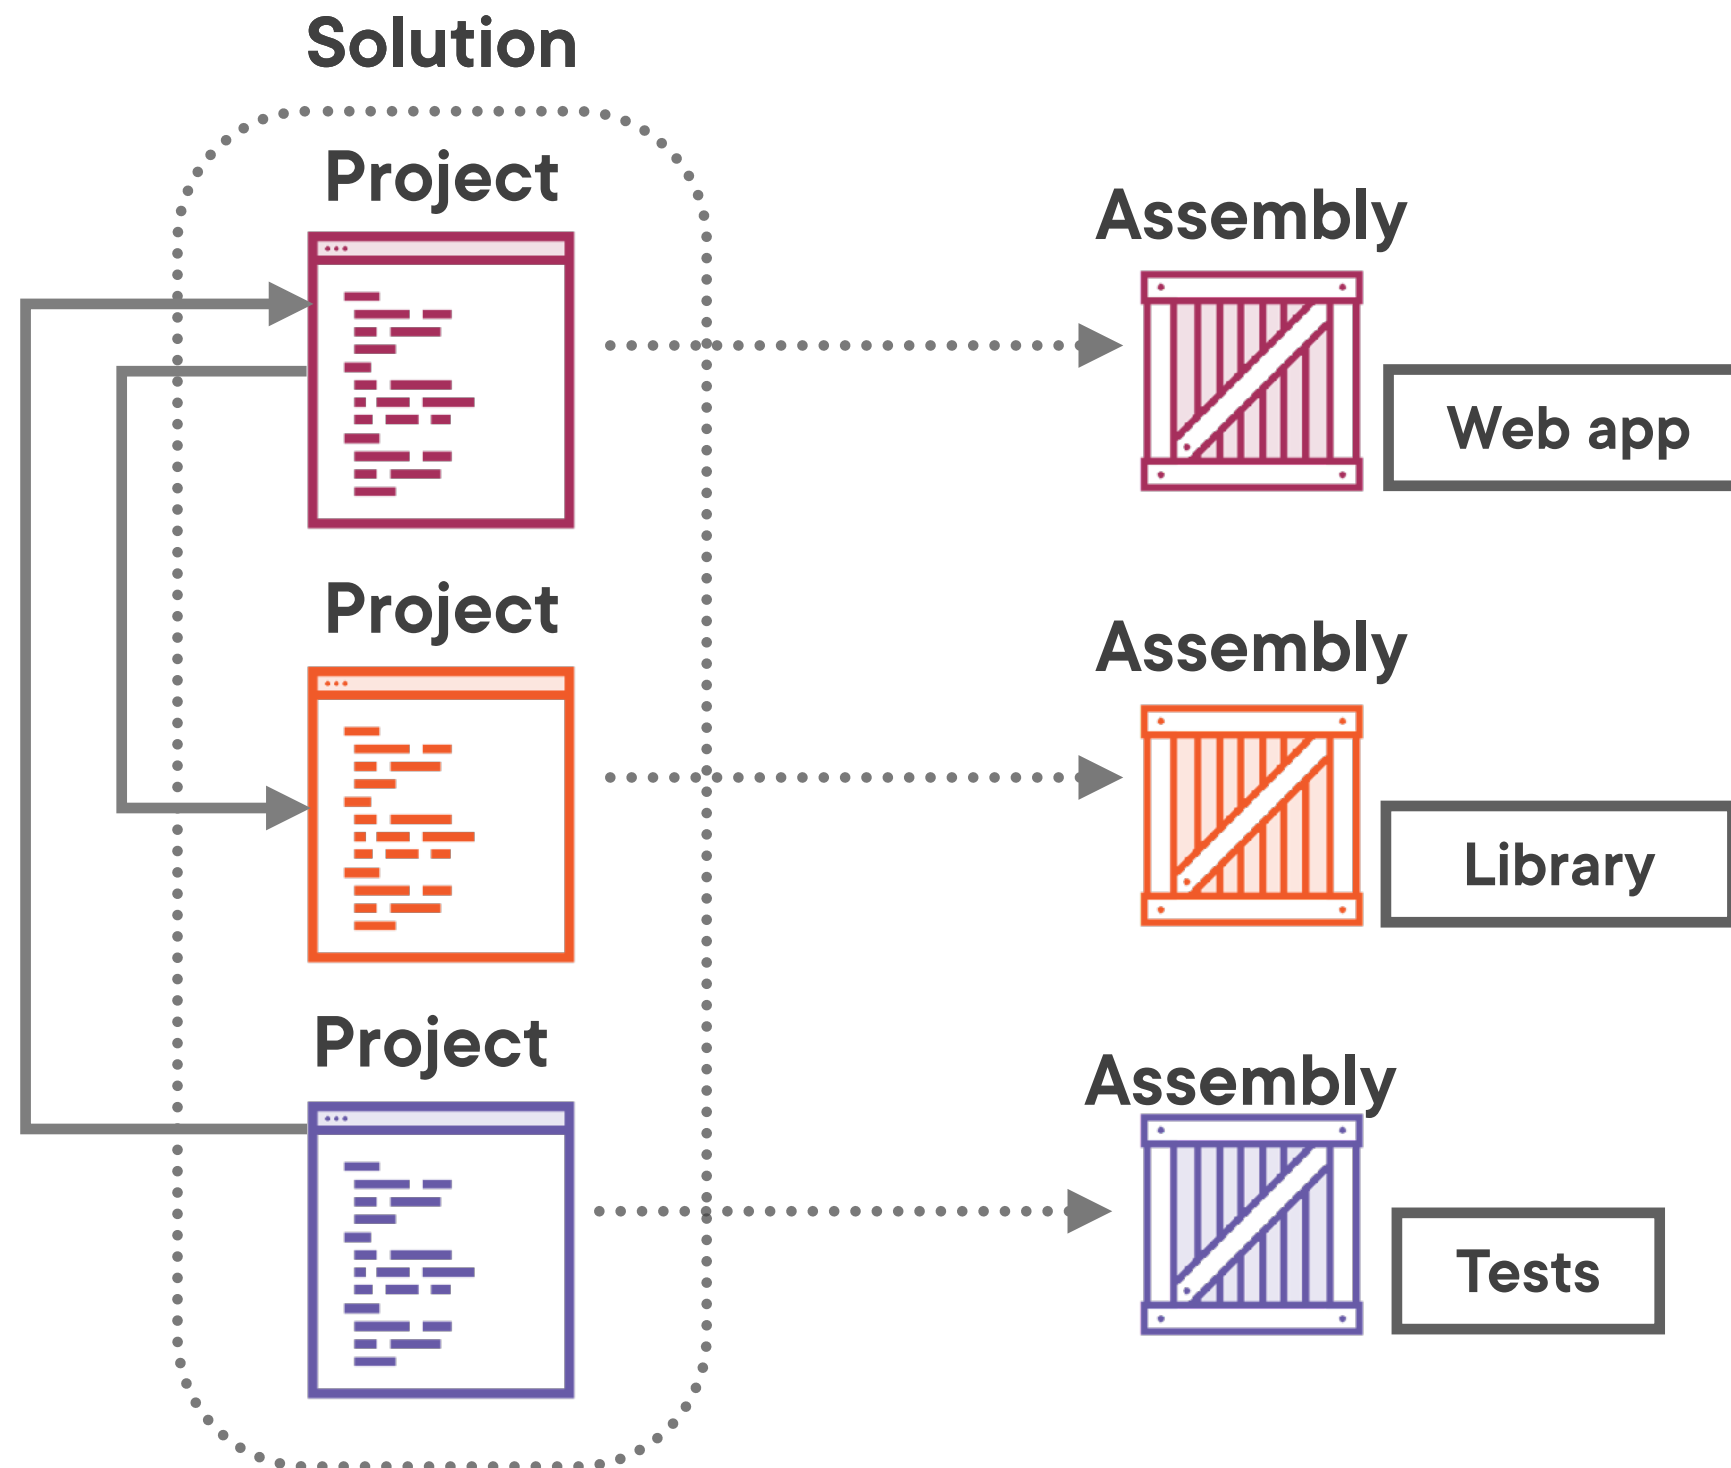 Solution
Project
Assembly
Web app
Project
Assembly
Library
Project
Assembly
Tests